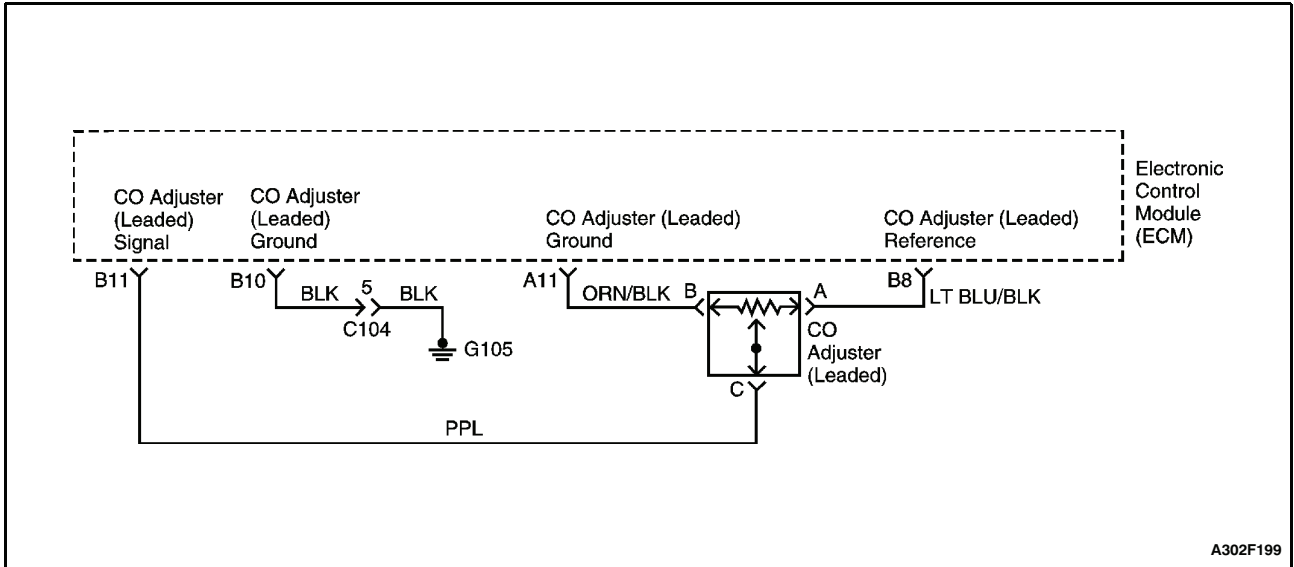 CO Adjuster
(Leaded)
Signal
CO Adjuster
(Leaded)
Ground
CO Adjuster (Leaded)
Ground
CO Adjuster (Leaded)
Reference
Electronic
Control
Module
(ECM)
B11
B10
BLK
5
BLK
C104
G105
A11
ORN/BLK
B
A
B8
LT BLU/BLK
CO
Adjuster
(Leaded)
C
PPL
A302F199